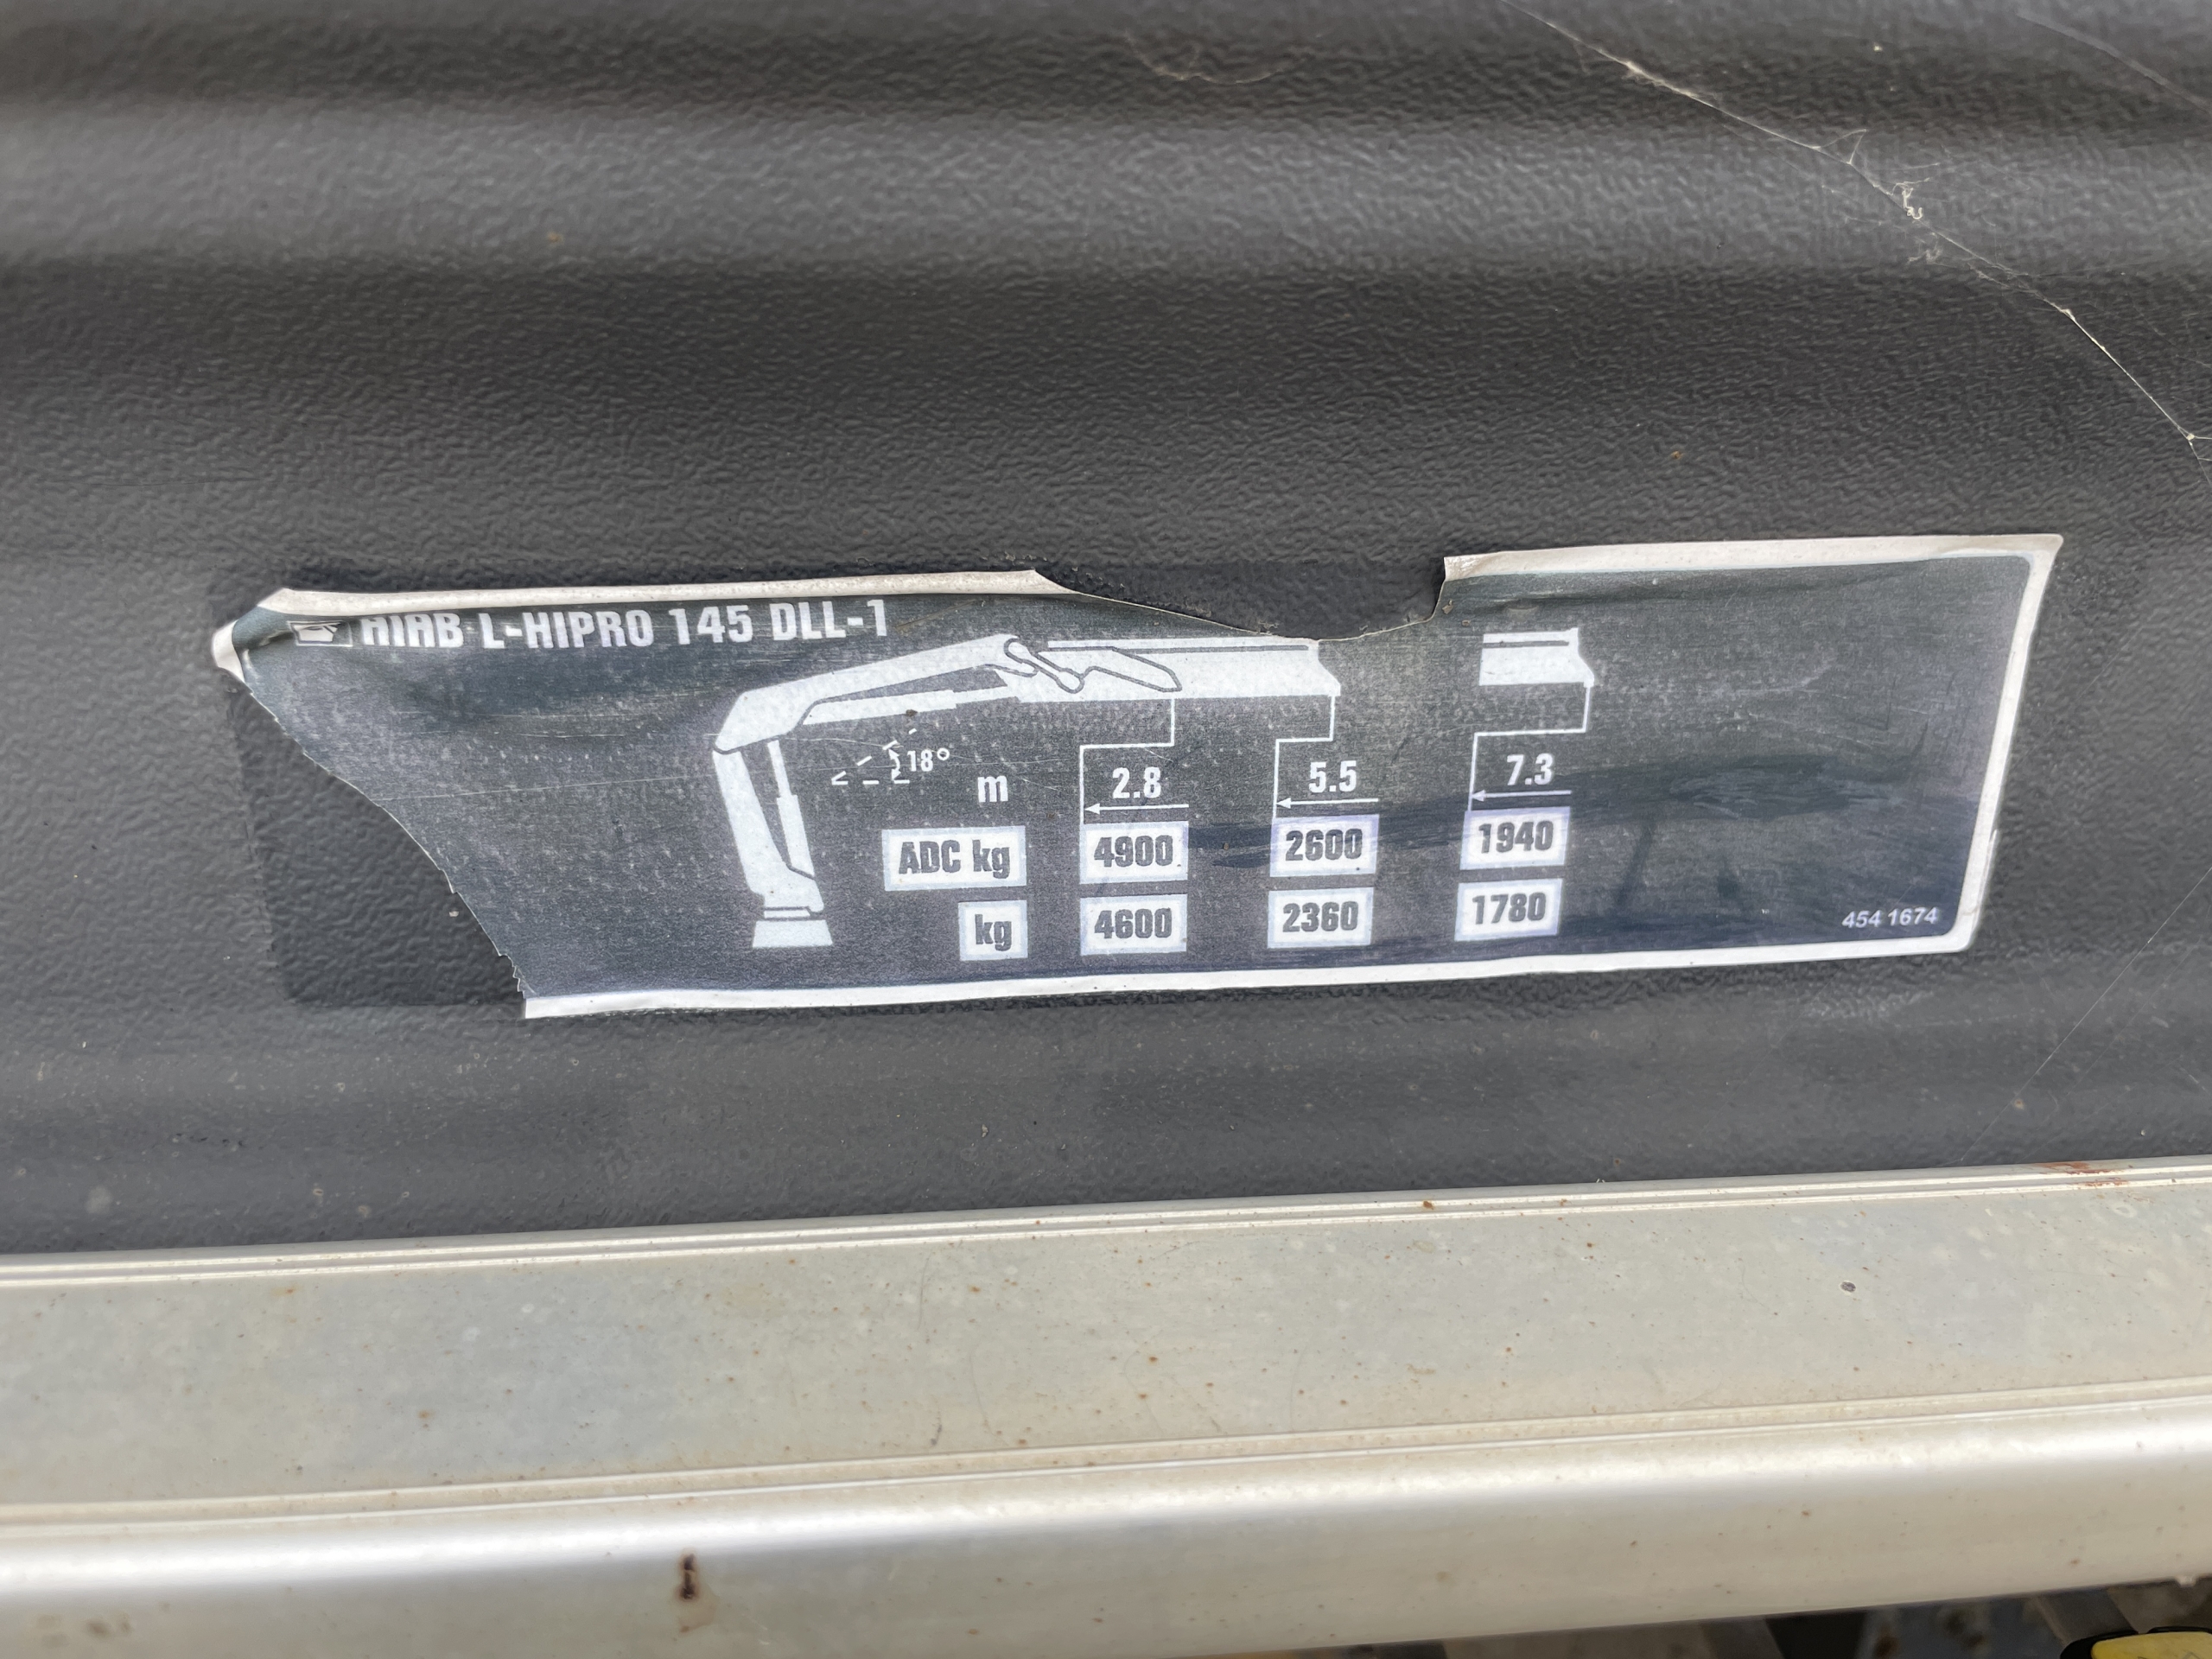 HIAB L-HIPRO 145 DLL-1
18°
m 2.8 5.5 7.3
ADC kg 4900 2600 1940
kg 4600 2360 1780
454 1674